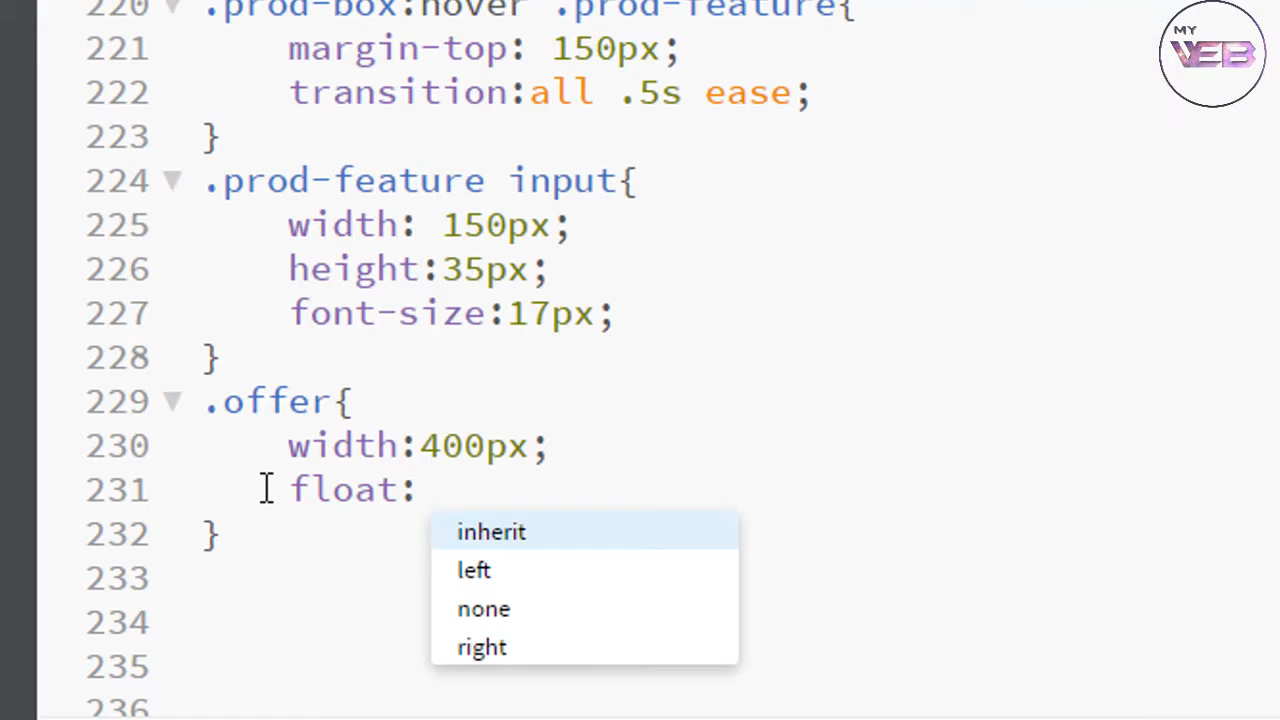 MY
WEB
220 .prod-box:hover .prod-feature{
221 margin-top: 150px;
222 transition:all .5s ease;
223 }
224 .prod-feature input{
225 width: 150px;
226 height:35px;
227 font-size:17px;
228 }
229 .offer{
230 width:400px;
231 float:
inherit
232 }
left
233
none
234
right
235
236